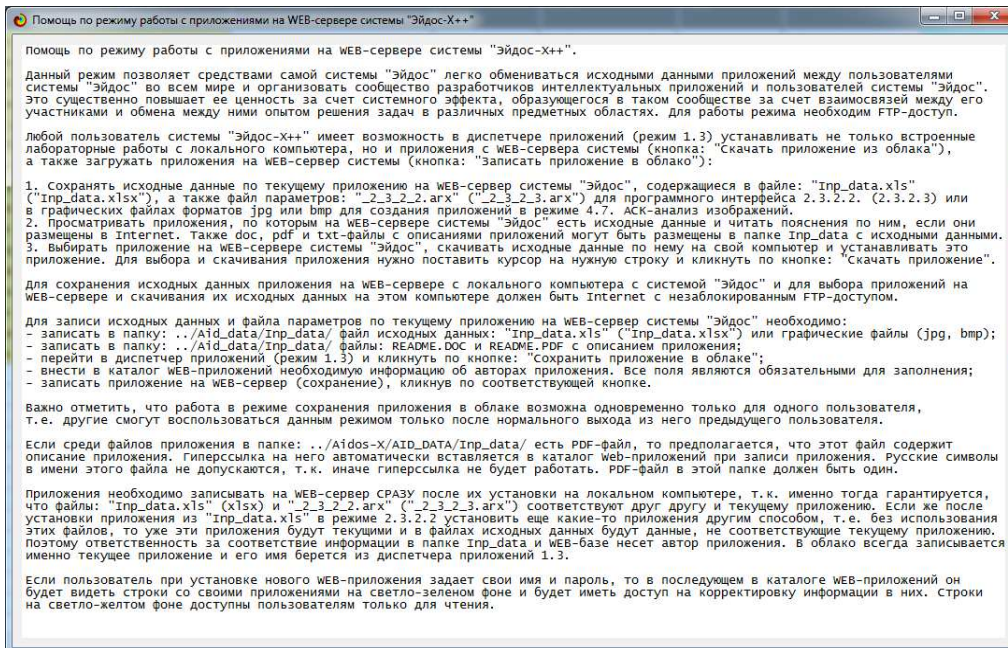 Помощь по режиму работы с приложениями на WEB-сервере системы "Эйдос-X++"
Помощь по режиму работы с приложениями на WEB-сервере системы "Эйдос-X++".
Данный режим позволяет средствами самой системы "Эйдос" легко обмениваться исходными данными приложений между пользователями
системы "Эйдос" во всем мире и организовать сообщество разработчиков интеллектуальных приложений и пользователей системы "Эйдос".
Это существенно повышает ее ценность за счет системного эффекта, образующегося в таком сообществе за счет взаимосвязей между его
участниками и обмена между ними опытом решения задач в различных предметных областях. Для работы режима необходим FTP-доступ.
Любой пользователь системы "Эйдос-X++" имеет возможность в диспетчере приложений (режим 1.3) устанавливать не только встроенные
лабораторные работы с локального компьютера, но и приложения с WEB-сервера системы (кнопка: "Скачать приложение из облака"),
а также загружать приложения на WEB-сервер системы (кнопка: "Записать приложение в облако"):
1. Сохранять исходные данные по текущему приложению на WEB-сервер системы "Эйдос", содержащиеся в файле: "Inp_data.xls"
("Inp_data.xlsx"), а также файл параметров: "_2_3_2_2.arx" ("_2_3_2_3.arx") для программного интерфейса 2.3.2.2. (2.3.2.3) или
в графических файлах форматов jpg или bmp для создания приложений в режиме 4.7. АСК-анализ изображений.
2. Просматривать приложения, по которым на WEB-сервере системы "Эйдос" есть исходные данные и читать пояснения по ним, если они
размещены в Internet. Также doc, pdf и txt-файлы с описаниями приложений могут быть размещены в папке Inp_data с исходными данными.
3. Выбирать приложение на WEB-сервере системы "Эйдос", скачивать исходные данные по нему на свой компьютер и устанавливать это
приложение. Для выбора и скачивания приложения нужно поставить курсор на нужную строку и кликнуть по кнопке: "Скачать приложение".
Для сохранения исходных данных приложения на WEB-сервере с локального компьютера с системой "Эйдос" и для выбора приложений на
WEB-сервере и скачивания их исходных данных на этом компьютере должен быть Internet с незаблокированным FTP-доступом.
Для записи исходных данных и файла параметров по текущему приложению на WEB-сервер системы "Эйдос" необходимо:
- записать в папку: ../Aid_data/Inp_data/ файл исходных данных: "Inp_data.xls" ("Inp_data.xlsx") или графические файлы (jpg, bmp);
- записать в папку: ../Aid_data/Inp_data/ файлы: README.DOC и README.PDF с описанием приложения;
- перейти в диспетчер приложений (режим 1.3) и кликнуть по кнопке: "Сохранить приложение в облаке";
- внести в каталог WEB-приложений необходимую информацию об авторах приложения. Все поля являются обязательными для заполнения;
- записать приложение на WEB-сервер (сохранение), кликнув по соответствующей кнопке.
Важно отметить, что работа в режиме сохранения приложения в облаке возможна одновременно только для одного пользователя,
т.е. другие смогут воспользоваться данным режимом только после нормального выхода из него предыдущего пользователя.
Если среди файлов приложения в папке: ../Aidos-X/AID_DATA/Inp_data/ есть PDF-файл, то предполагается, что этот файл содержит
описание приложения. Гиперссылка на него автоматически вставляется в каталог Web-приложений при записи приложения. Русские символы
в имени этого файла не допускаются, т.к. иначе гиперссылка не будет работать. PDF-файл в этой папке должен быть один.
Приложения необходимо записывать на WEB-сервер СРАЗУ после их установки на локальном компьютере, т.к. именно тогда гарантируется,
что файлы: "Inp_data.xls" (xlsx) и "_2_3_2_2.arx" ("_2_3_2_3.arx") соответствуют друг другу и текущему приложению. Если же после
установки приложения из "Inp_data.xls" в режиме 2.3.2.2 установить еще какие-то приложения другим способом, т.е. без использования
этих файлов, то уже эти приложения будут текущими и в файлах исходных данных будут данные, не соответствующие текущему приложению.
Поэтому ответственность за соответствие информации в папке Inp_data и WEB-базе несет автор приложения. В облако всегда записывается
именно текущее приложение и его имя берется из диспетчера приложений 1.3.
Если пользователь при установке нового WEB-приложения задает свои имя и пароль, то в последующем в каталоге WEB-приложений он
будет видеть строки со своими приложениями на светло-зеленом фоне и будет иметь доступ на корректировку информации в них. Строки
на светло-желтом фоне доступны пользователям только для чтения.